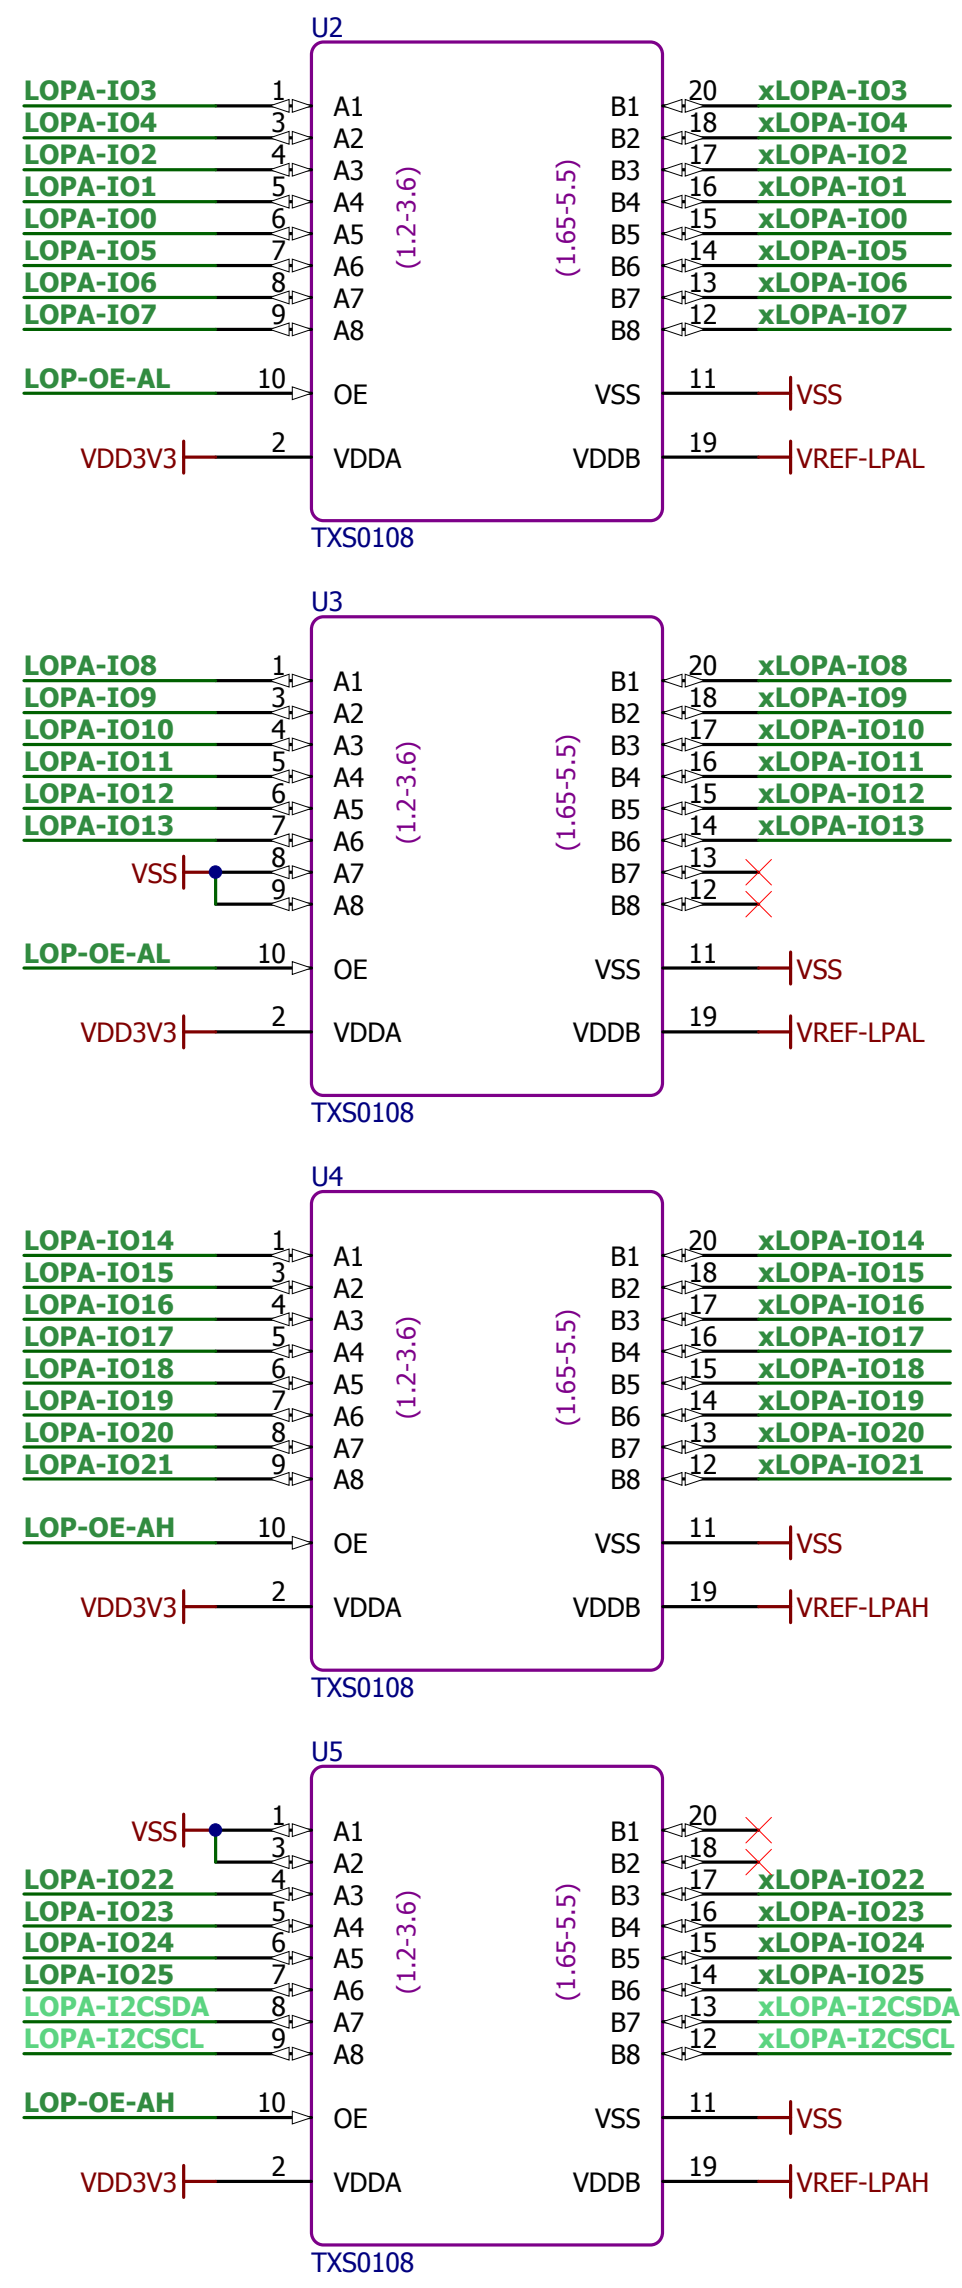 U2
LOPA-IO3 1 A1 B1 20 xLOPA-IO3
LOPA-IO4 3 A2 B2 18 xLOPA-IO4
LOPA-IO2 4 A3 B3 17 xLOPA-IO2
LOPA-IO1 5 A4 B4 16 xLOPA-IO1
LOPA-IO0 6 A5 B5 15 xLOPA-IO0
LOPA-IO5 7 A6 B6 14 xLOPA-IO5
LOPA-IO6 8 A7 B7 13 xLOPA-IO6
LOPA-IO7 9 A8 B8 12 xLOPA-IO7
(1.2-3.6) (1.65-5.5)
LOP-OE-AL 10 OE VSS 11 VSS
VDD3V3 2 VDDA VDDB 19 VREF-LPAL
TXS0108
U3
LOPA-IO8 1 A1 B1 20 xLOPA-IO8
LOPA-IO9 3 A2 B2 18 xLOPA-IO9
LOPA-IO10 4 A3 B3 17 xLOPA-IO10
LOPA-IO11 5 A4 B4 16 xLOPA-IO11
LOPA-IO12 6 A5 B5 15 xLOPA-IO12
LOPA-IO13 7 A6 B6 14 xLOPA-IO13
VSS 8 A7 B7 13
9 A8 B8 12
(1.2-3.6) (1.65-5.5)
LOP-OE-AL 10 OE VSS 11 VSS
VDD3V3 2 VDDA VDDB 19 VREF-LPAL
TXS0108
U4
LOPA-IO14 1 A1 B1 20 xLOPA-IO14
LOPA-IO15 3 A2 B2 18 xLOPA-IO15
LOPA-IO16 4 A3 B3 17 xLOPA-IO16
LOPA-IO17 5 A4 B4 16 xLOPA-IO17
LOPA-IO18 6 A5 B5 15 xLOPA-IO18
LOPA-IO19 7 A6 B6 14 xLOPA-IO19
LOPA-IO20 8 A7 B7 13 xLOPA-IO20
LOPA-IO21 9 A8 B8 12 xLOPA-IO21
(1.2-3.6) (1.65-5.5)
LOP-OE-AH 10 OE VSS 11 VSS
VDD3V3 2 VDDA VDDB 19 VREF-LPAH
TXS0108
U5
VSS 1 A1 B1 20
3 A2 B2 18
LOPA-IO22 4 A3 B3 17 xLOPA-IO22
LOPA-IO23 5 A4 B4 16 xLOPA-IO23
LOPA-IO24 6 A5 B5 15 xLOPA-IO24
LOPA-IO25 7 A6 B6 14 xLOPA-IO25
LOPA-I2CSDA 8 A7 B7 13 xLOPA-I2CSDA
LOPA-I2CSCL 9 A8 B8 12 xLOPA-I2CSCL
(1.2-3.6) (1.65-5.5)
LOP-OE-AH 10 OE VSS 11 VSS
VDD3V3 2 VDDA VDDB 19 VREF-LPAH
TXS0108